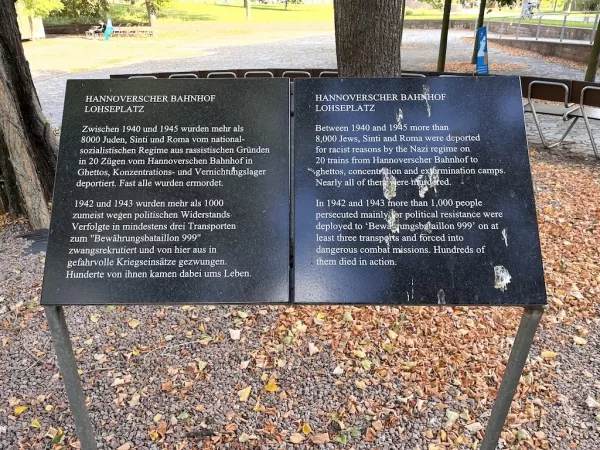 HANNOVERSCHER BAHNHOF
LOHSEPLATZ
Zwischen 1940 und 1945 wurden mehr als
8000 Juden, Sinti und Roma vom national-
sozialistischen Regime aus rassistischen Gründen
in 20 Zügen vom Hannoverschen Bahnhof in
Ghettos, Konzentrations- und Vernichtungslager
deportiert. Fast alle wurden ermordet.
1942 und 1943 wurden mehr als 1000
zumeist wegen politischen Widerstands
Verfolgte in mindestens drei Transporten
zum "Bewährungsbataillon 999"
zwangsrekrutiert und von hier aus in
gefahrvolle Kriegseinsätze gezwungen.
Hunderte von ihnen kamen dabei ums Leben.
HANNOVERSCHER BAHNHOF
LOHSEPLATZ
Between 1940 and 1945 more than
8,000 Jews, Sinti and Roma were deported
for racist reasons by the Nazi regime on
20 trains from Hannoverscher Bahnhof to
ghettos, concentration and extermination camps.
Nearly all of them were murdered.
In 1942 and 1943 more than 1,000 people
persecuted mainly for political resistance were
deployed to ‘Bewährungsbataillon 999’ on at
least three transports and forced into
dangerous combat missions. Hundreds of
them died in action.